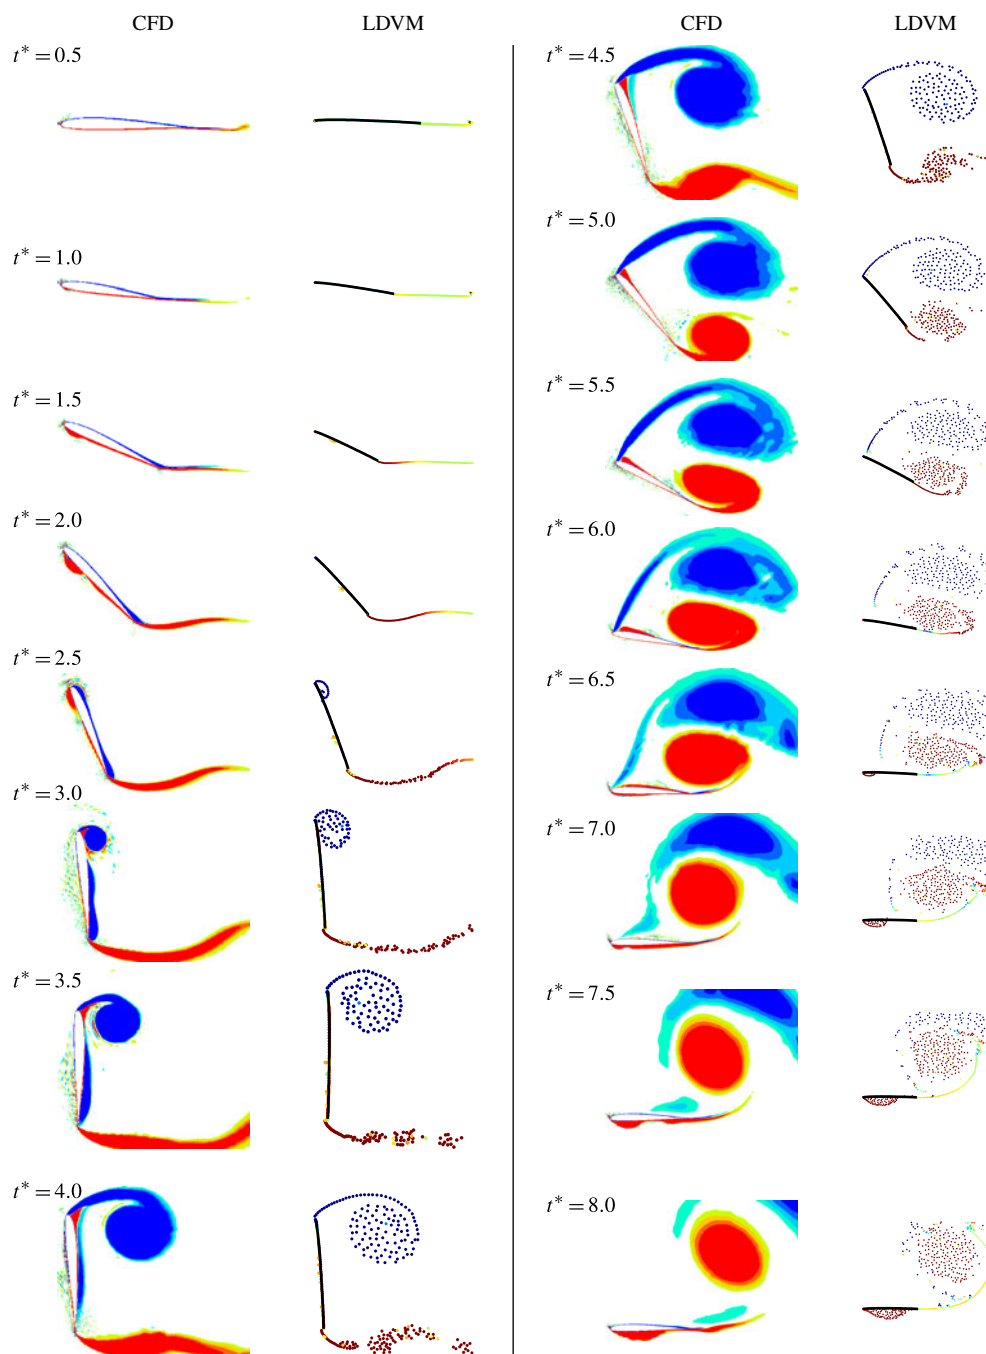 CFD LDVM
t* = 0.5
t* = 1.0
t* = 1.5
t* = 2.0
t* = 2.5
t* = 3.0
t* = 3.5
t* = 4.0
CFD LDVM
t* = 4.5
t* = 5.0
t* = 5.5
t* = 6.0
t* = 6.5
t* = 7.0
t* = 7.5
t* = 8.0